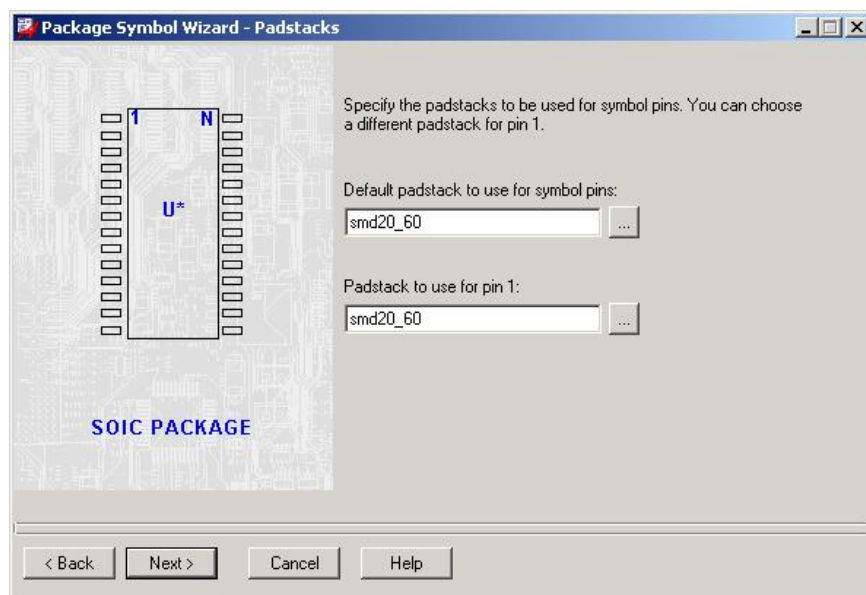 Package Symbol Wizard - Padstacks
1 N
U*
SOIC PACKAGE
Specify the padstacks to be used for symbol pins. You can choose
a different padstack for pin 1.
Default padstack to use for symbol pins:
smd20_60
...
Padstack to use for pin 1:
smd20_60
...
< Back Next > Cancel Help